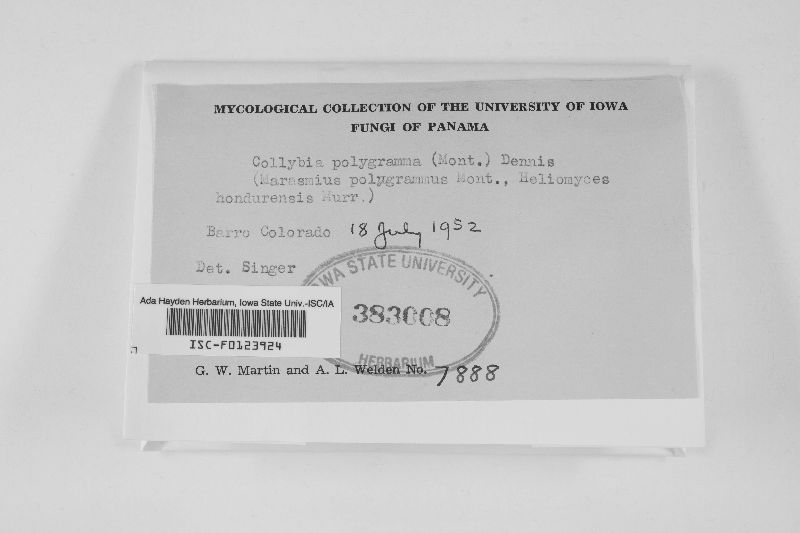 MYCOLOGICAL COLLECTION OF THE UNIVERSITY OF IOWA
FUNGI OF PANAMA
Collybia polygramma (Mont.) Dennis
(Marasmius polygrammus Mont., Heliomyces
hondurensis Murr.)
Barro Colorado 18 July 1952
Det. Singer
IOWA STATE UNIVERSITY
383008
HERBARIUM
Ada Hayden Herbarium, Iowa State Univ.-ISC/IA
ISC-F0123924
G. W. Martin and A. L. Welden No. 7888